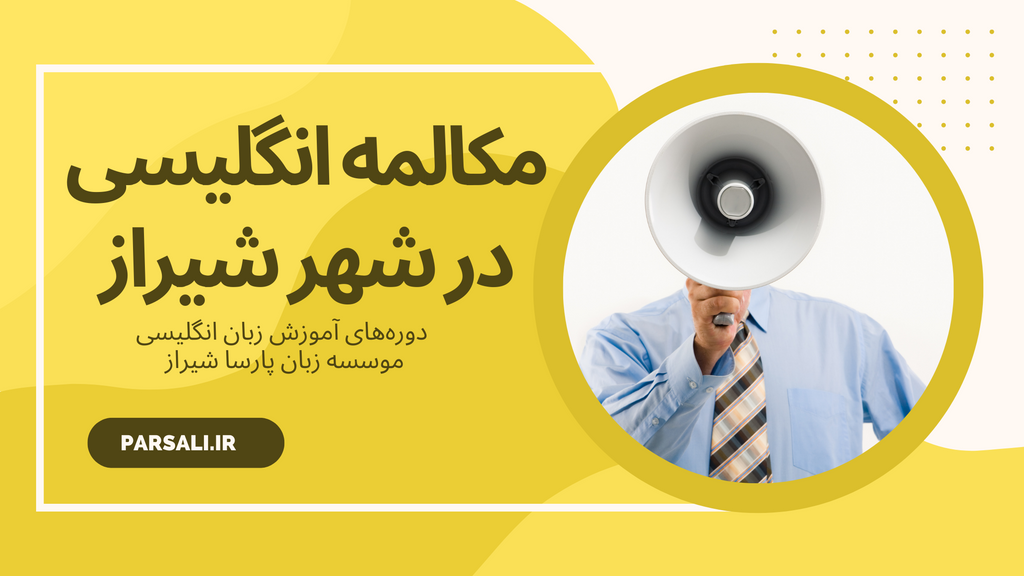 مکالمه انگلیسی
در شهر شیراز
دوره‌های آموزش زبان انگلیسی
موسسه زبان پارسا شیراز
PARSALI.IR